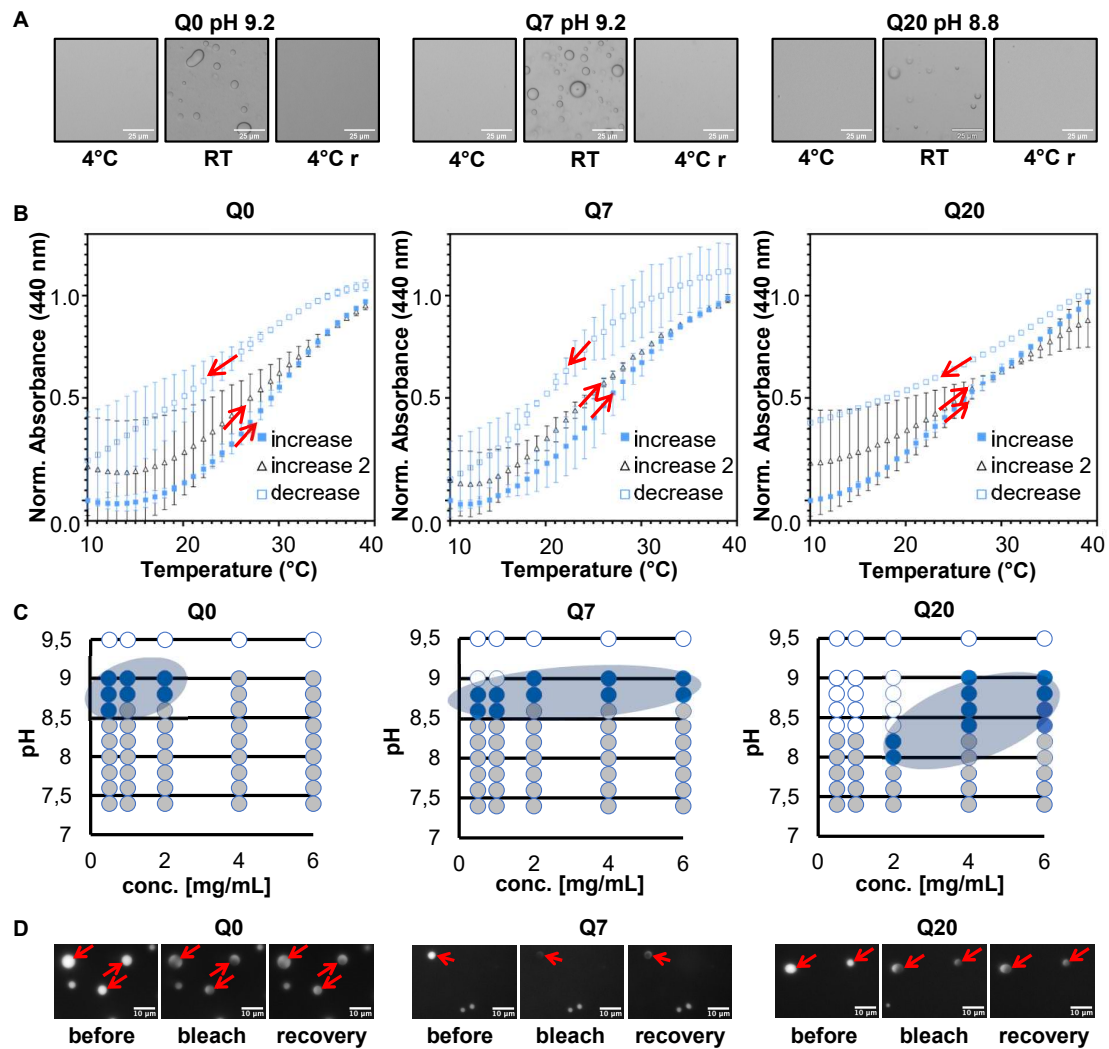 A
Q0 pH 9.2
Q7 pH 9.2
Q20 pH 8.8
25 µm 25 µm 25 µm
25 µm 25 µm 25 µm
25 µm 25 µm 25 µm
4°C RT 4°C r
4°C RT 4°C r
4°C RT 4°C r
B
Q0
Norm. Absorbance (440 nm)
1.0
0.5
0.0
increase
increase 2
decrease
10 20 30 40
Temperature (°C)
Q7
Norm. Absorbance (440 nm)
1.0
0.5
0.0
increase
increase 2
decrease
10 20 30 40
Temperature (°C)
Q20
Norm. Absorbance (440 nm)
1.0
0.5
0.0
increase
increase 2
decrease
10 20 30 40
Temperature (°C)
C
Q0
pH
9,5
9
8,5
8
7,5
7
0 2 4 6
conc. [mg/mL]
Q7
pH
9,5
9
8,5
8
7,5
7
0 2 4 6
conc. [mg/mL]
Q20
pH
9,5
9
8,5
8
7,5
7
0 2 4 6
conc. [mg/mL]
D
Q0
10 µm 10 µm 10 µm
before bleach recovery
Q7
10 µm 10 µm 10 µm
before bleach recovery
Q20
10 µm 10 µm 10 µm
before bleach recovery